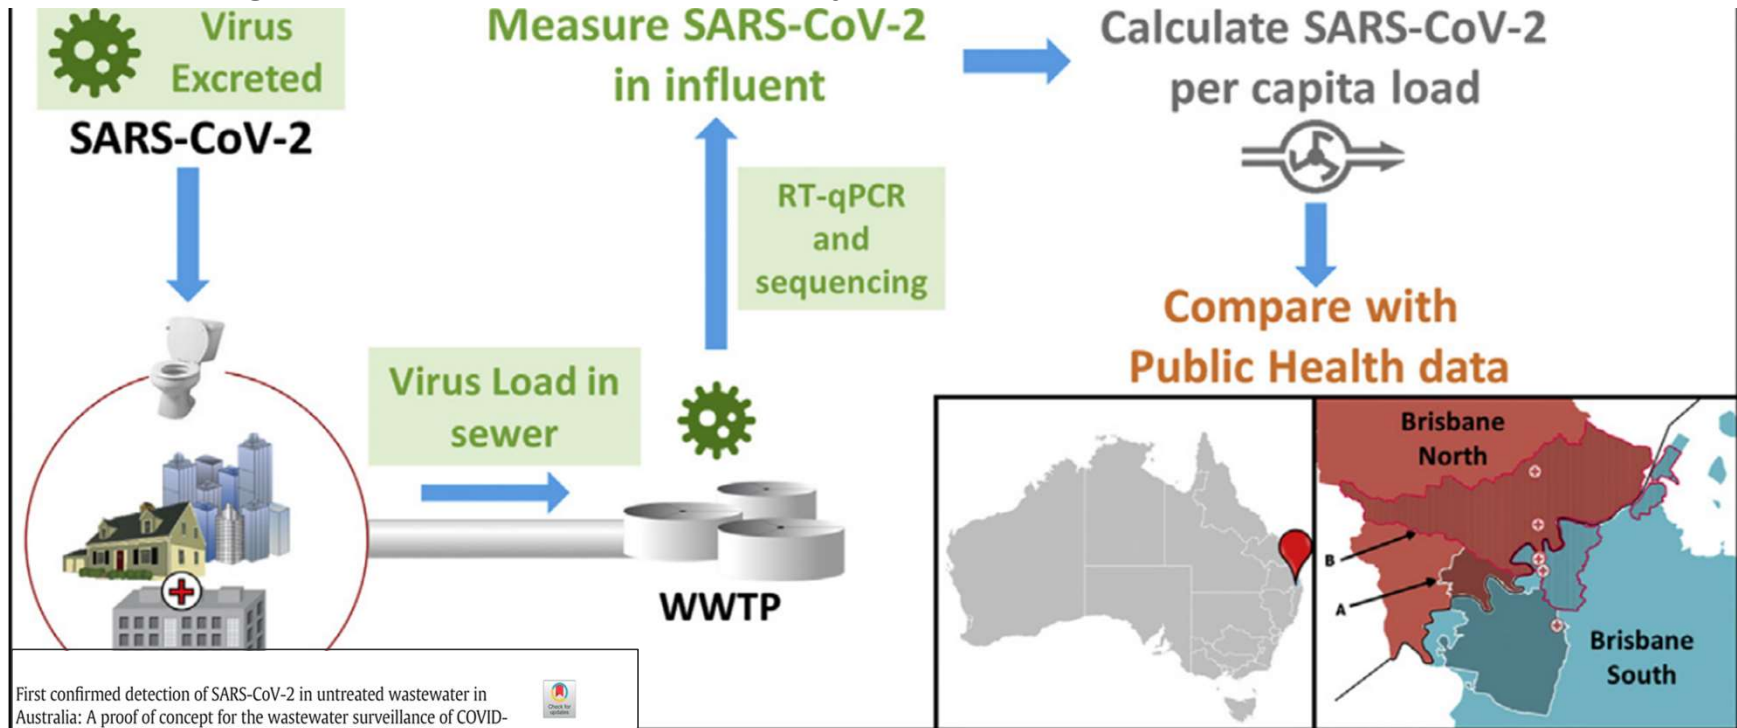 Virus
Excreted
SARS-CoV-2
Measure SARS-CoV-2
in influent
Calculate SARS-CoV-2
per capita load
RT-qPCR
and
sequencing
Compare with
Public Health data
Virus Load in
sewer
WWTP
Brisbane
North
B
A
Brisbane
South
First confirmed detection of SARS-CoV-2 in untreated wastewater in
Australia: A proof of concept for the wastewater surveillance of COVID-
Check for
updates